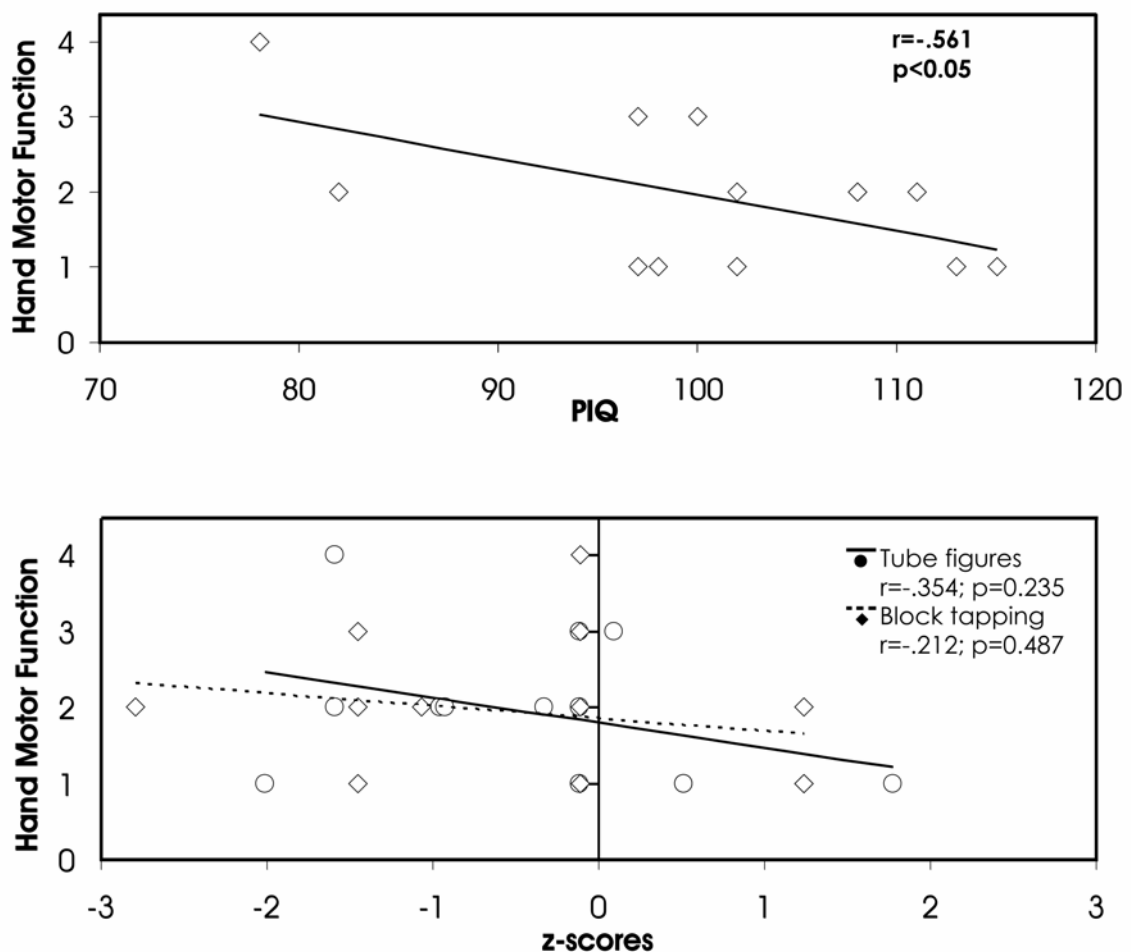 r=-.561
p<0.05
Hand Motor Function
4
3
2
1
0
70 80 90 100 110 120
PIQ
Tube figures
r=-.354; p=0.235
Block tapping
r=-.212; p=0.487
Hand Motor Function
4
3
2
1
0
-3 -2 -1 0 1 2 3
z-scores